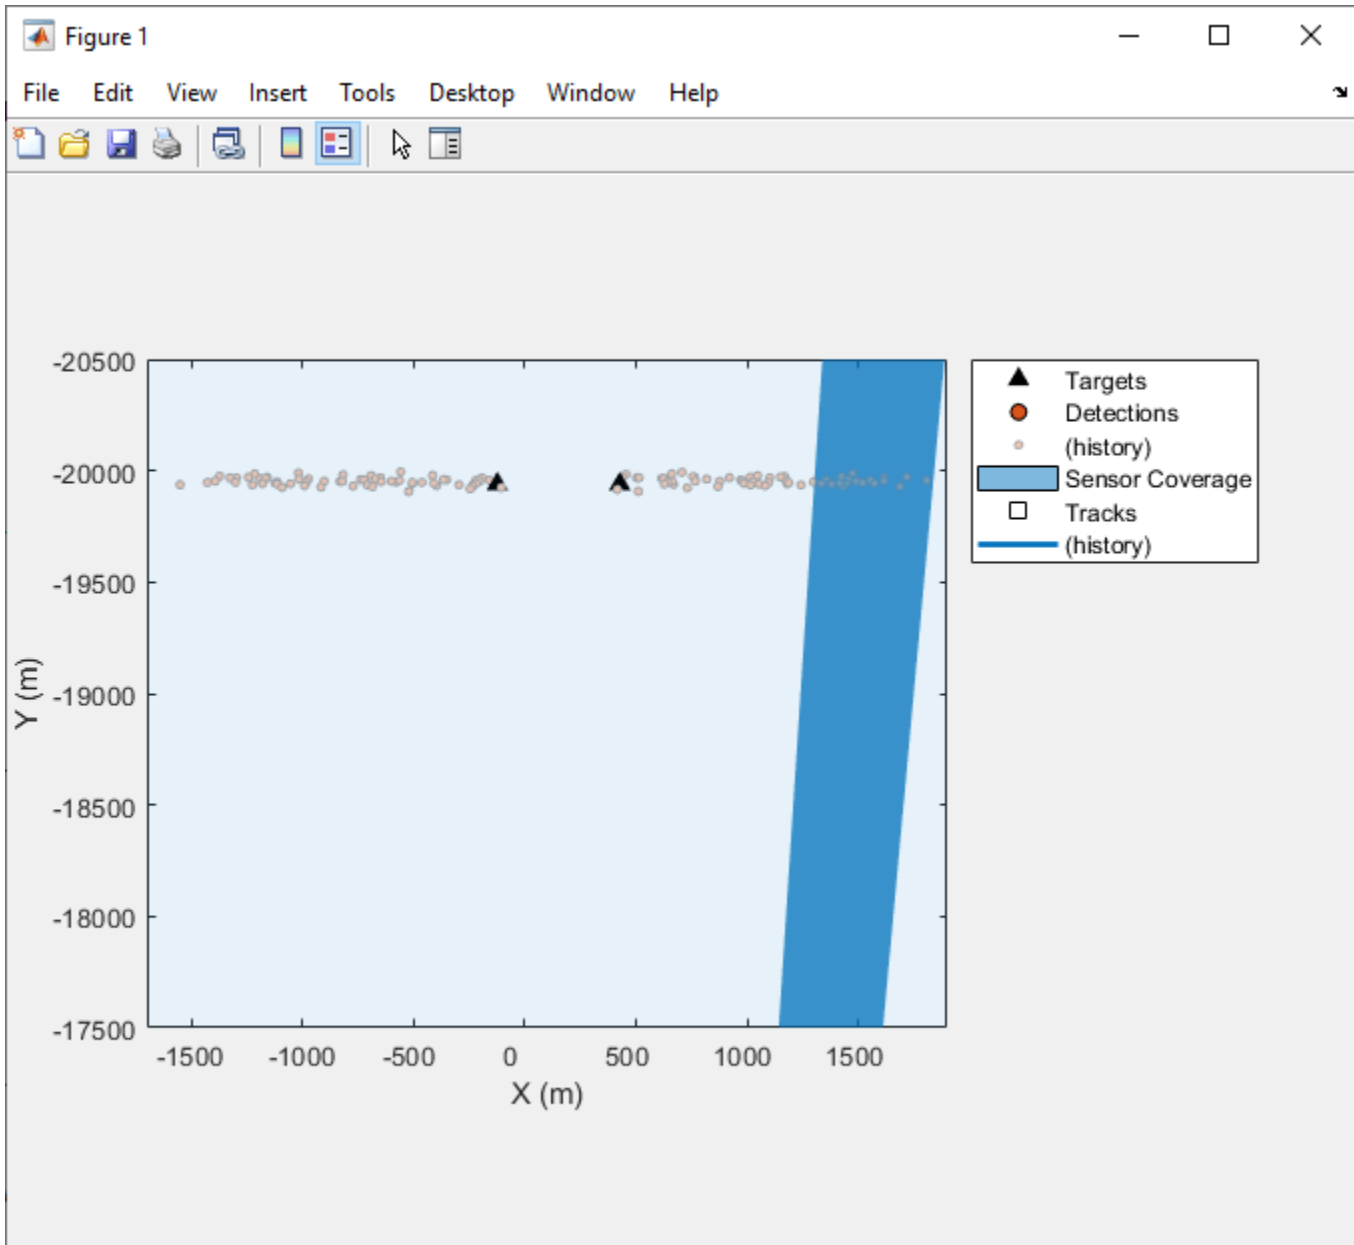 Figure 1
File Edit View Insert Tools Desktop Window Help
-20500
-20000
-19500
-19000
-18500
-18000
-17500
Y (m)
-1500 -1000 -500 0 500 1000 1500
X (m)
Targets
Detections
(history)
Sensor Coverage
Tracks
(history)